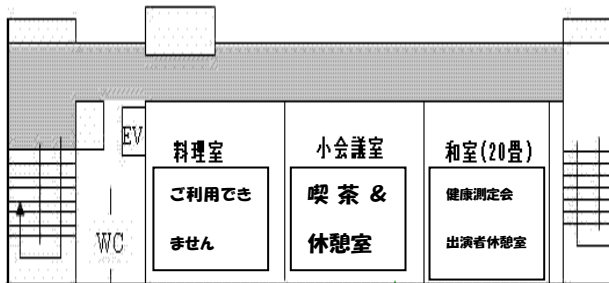 EV
WC
料理室
ご利用でき
ません
小会議室
喫茶&
休憩室
和室(20畳)
健康測定会
出演者休憩室